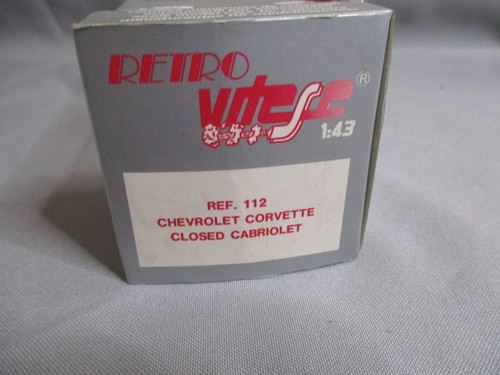 RETRO
Vitesse ®
1:43
REF. 112
CHEVROLET CORVETTE
CLOSED CABRIOLET